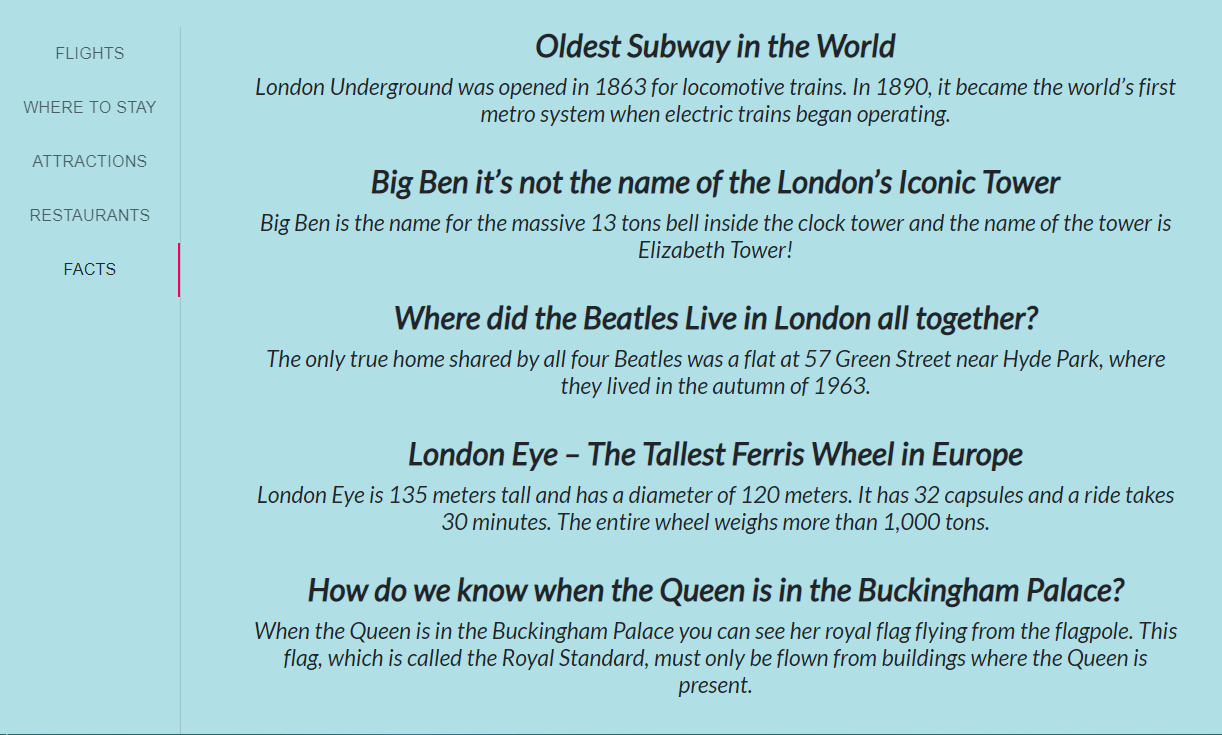 FLIGHTS
WHERE TO STAY
ATTRACTIONS
RESTAURANTS
FACTS
Oldest Subway in the World
London Underground was opened in 1863 for locomotive trains. In 1890, it became the world’s first
metro system when electric trains began operating.
Big Ben it’s not the name of the London’s Iconic Tower
Big Ben is the name for the massive 13 tons bell inside the clock tower and the name of the tower is
Elizabeth Tower!
Where did the Beatles Live in London all together?
The only true home shared by all four Beatles was a flat at 57 Green Street near Hyde Park, where
they lived in the autumn of 1963.
London Eye – The Tallest Ferris Wheel in Europe
London Eye is 135 meters tall and has a diameter of 120 meters. It has 32 capsules and a ride takes
30 minutes. The entire wheel weighs more than 1,000 tons.
How do we know when the Queen is in the Buckingham Palace?
When the Queen is in the Buckingham Palace you can see her royal flag flying from the flagpole. This
flag, which is called the Royal Standard, must only be flown from buildings where the Queen is
present.